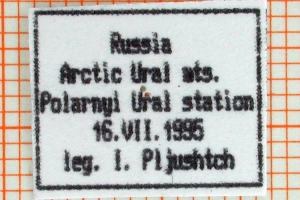 Russia
Arctic Ural mts.
Polarnyi Ural station
16.VII.1995
leg. I. Pljushtch